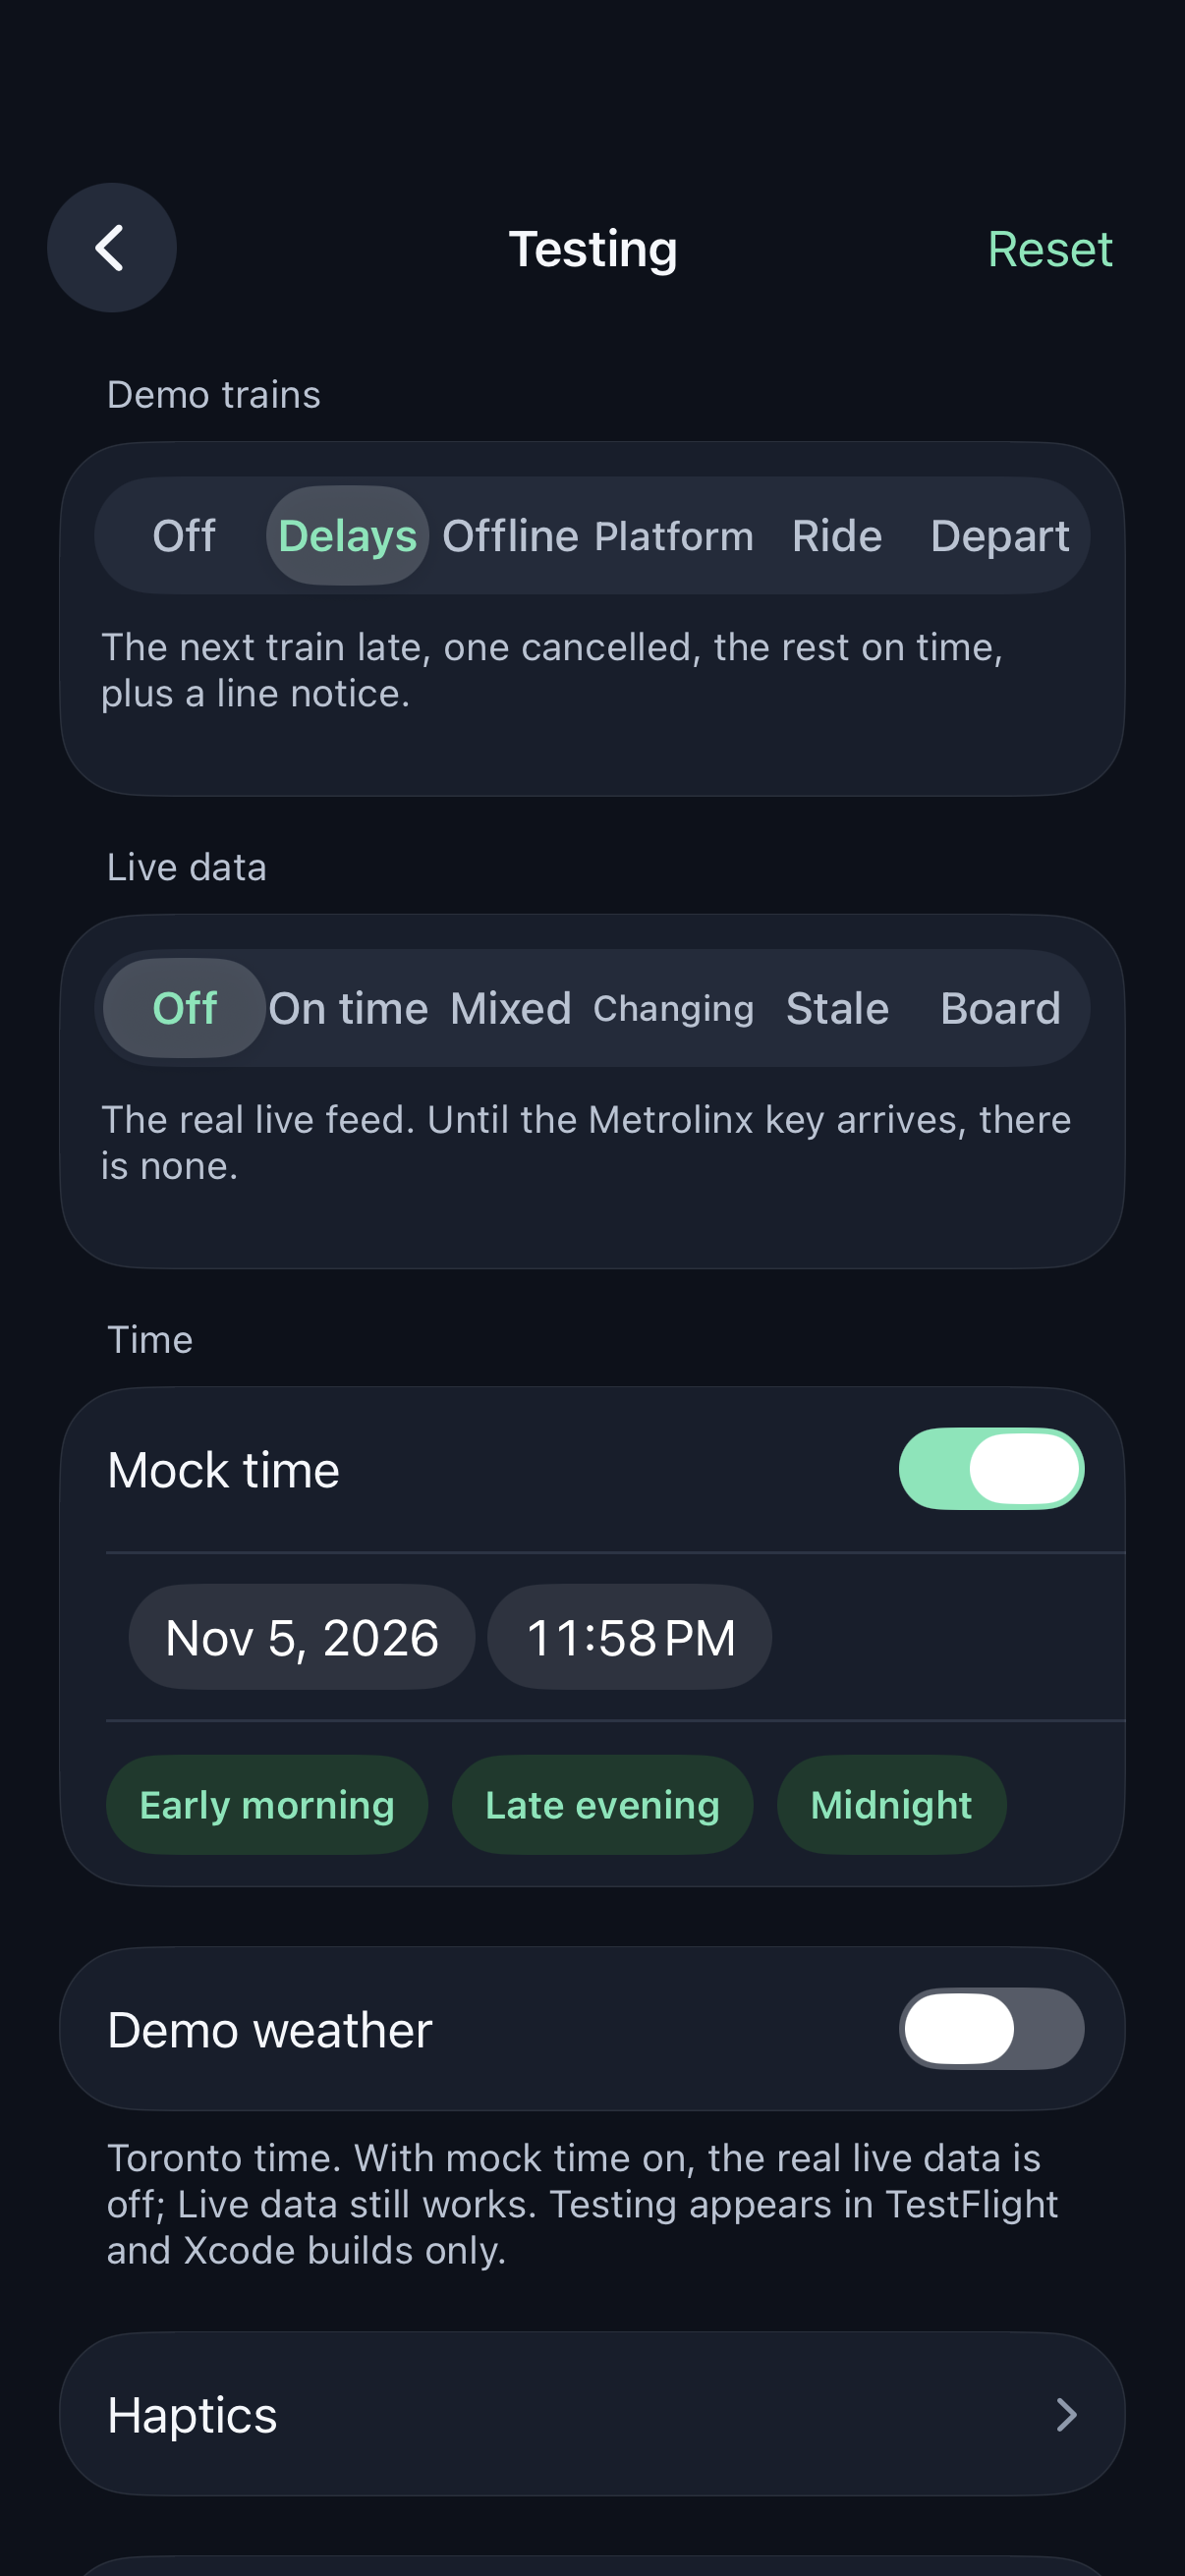 Testing
Reset
Demo trains
Off
Delays
Offline
Platform
Ride
Depart
The next train late, one cancelled, the rest on time,
plus a line notice.
Live data
Off
On time
Mixed
Changing
Stale
Board
The real live feed. Until the Metrolinx key arrives, there
is none.
Time
Mock time
Nov 5, 2026
11:58 PM
Early morning
Late evening
Midnight
Demo weather
Toronto time. With mock time on, the real live data is
off; Live data still works. Testing appears in TestFlight
and Xcode builds only.
Haptics